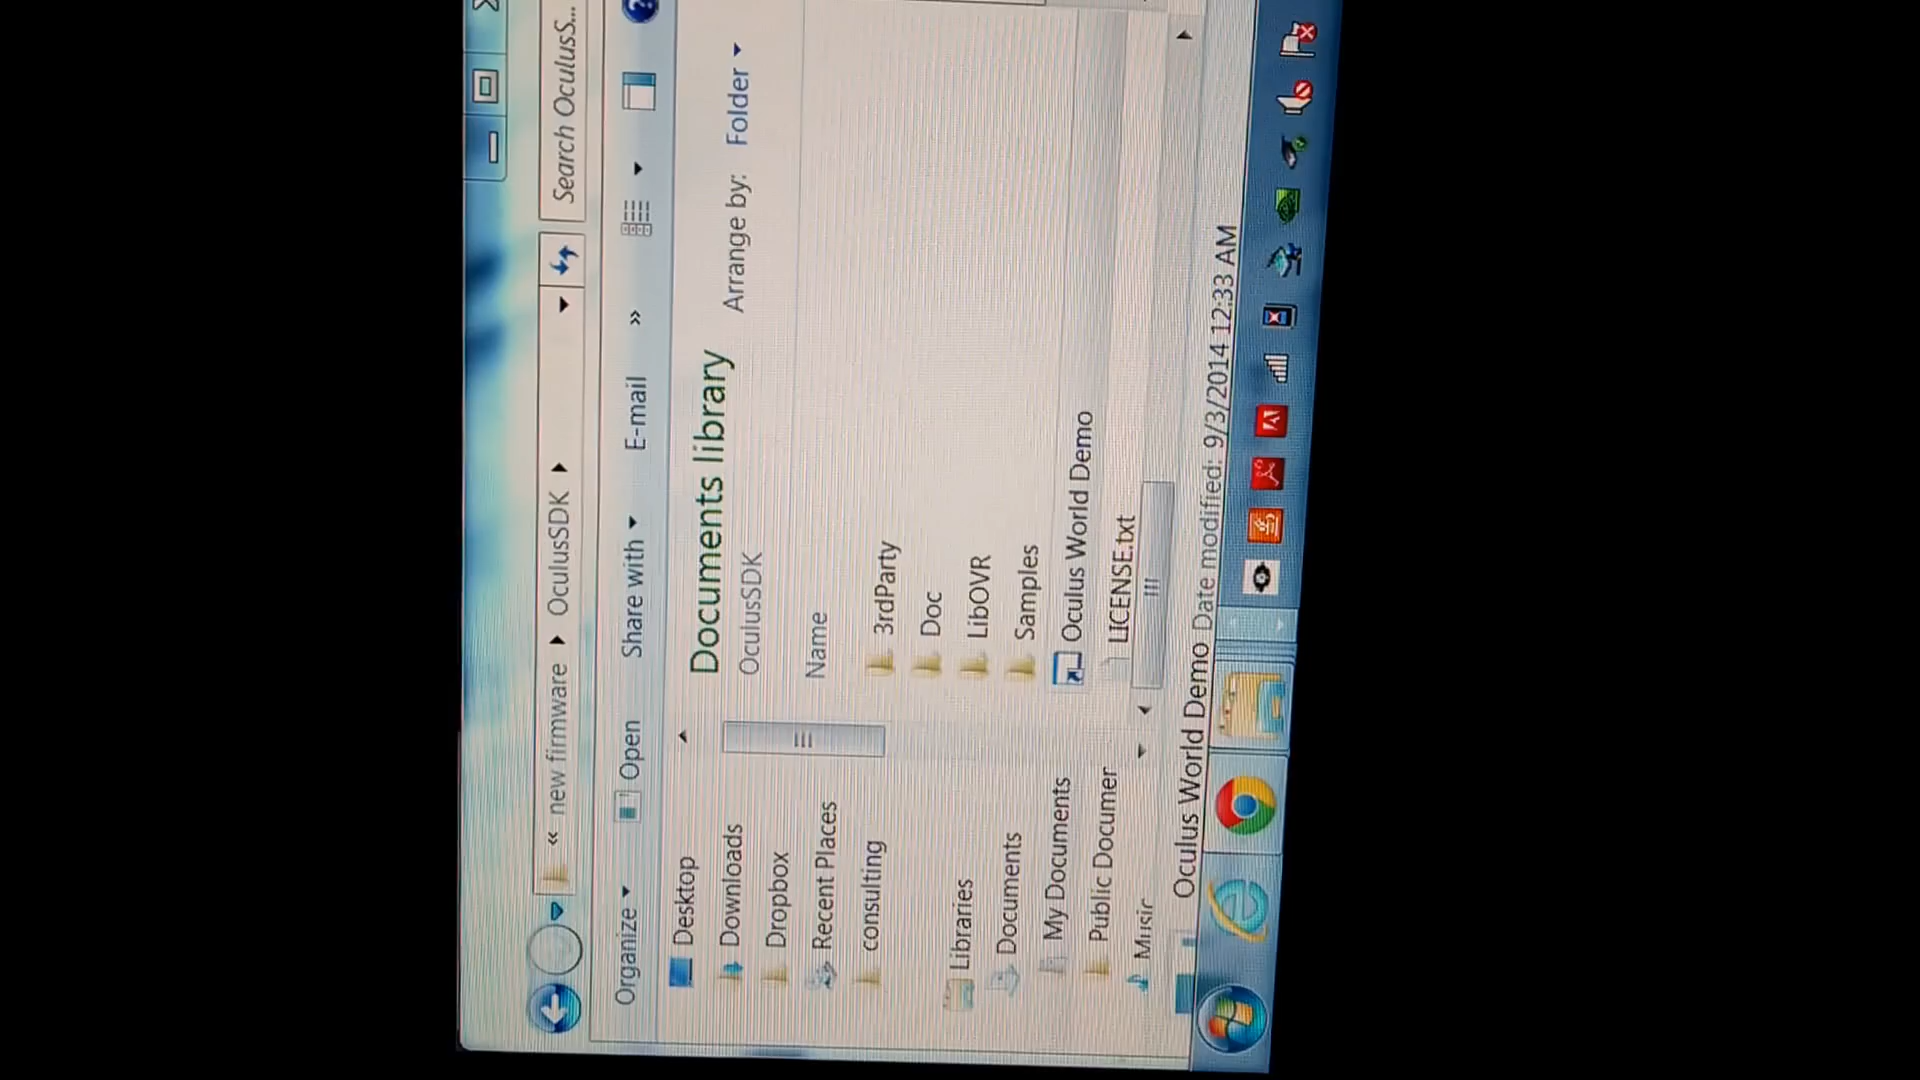 « new firmware ▸ OculusSDK ▸
Search OculusS...
Organize ▾ Open Share with ▾ E-mail »
Desktop
Downloads
Dropbox
Recent Places
consulting
Libraries
Documents
My Documents
Public Documer
Music
Documents library
OculusSDK
Arrange by: Folder ▾
Name
3rdParty
Doc
LibOVR
Samples
Oculus World Demo
LICENSE.txt
Oculus World Demo Date modified: 9/3/2014 12:33 AM